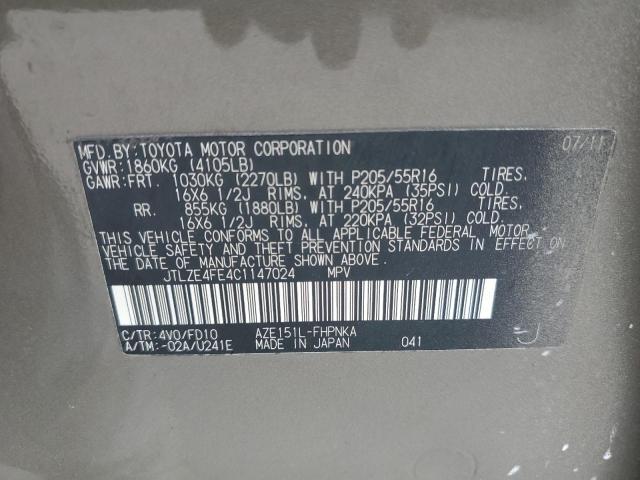 MFD.BY:TOYOTA MOTOR CORPORATION 07/11
GVWR:1860KG (4105LB)
GAWR:FRT. 1030KG (2270LB) WITH P205/55R16 TIRES,
16X6 1/2J RIMS, AT 240KPA (35PSI) COLD.
RR. 855KG (1880LB) WITH P205/55R16 TIRES,
16X6 1/2J RIMS, AT 220KPA (32PSI) COLD.
THIS VEHICLE CONFORMS TO ALL APPLICABLE FEDERAL MOTOR
VEHICLE SAFETY AND THEFT PREVENTION STANDARDS IN EFFECT ON
THE DATE OF MANUFACTURE SHOWN ABOVE.
JTLZE4FE4C1147024 MPV
C/TR:4V0/FD10 AZE151L-FHPNKA
A/TM:-02A/U241E MADE IN JAPAN 041 J